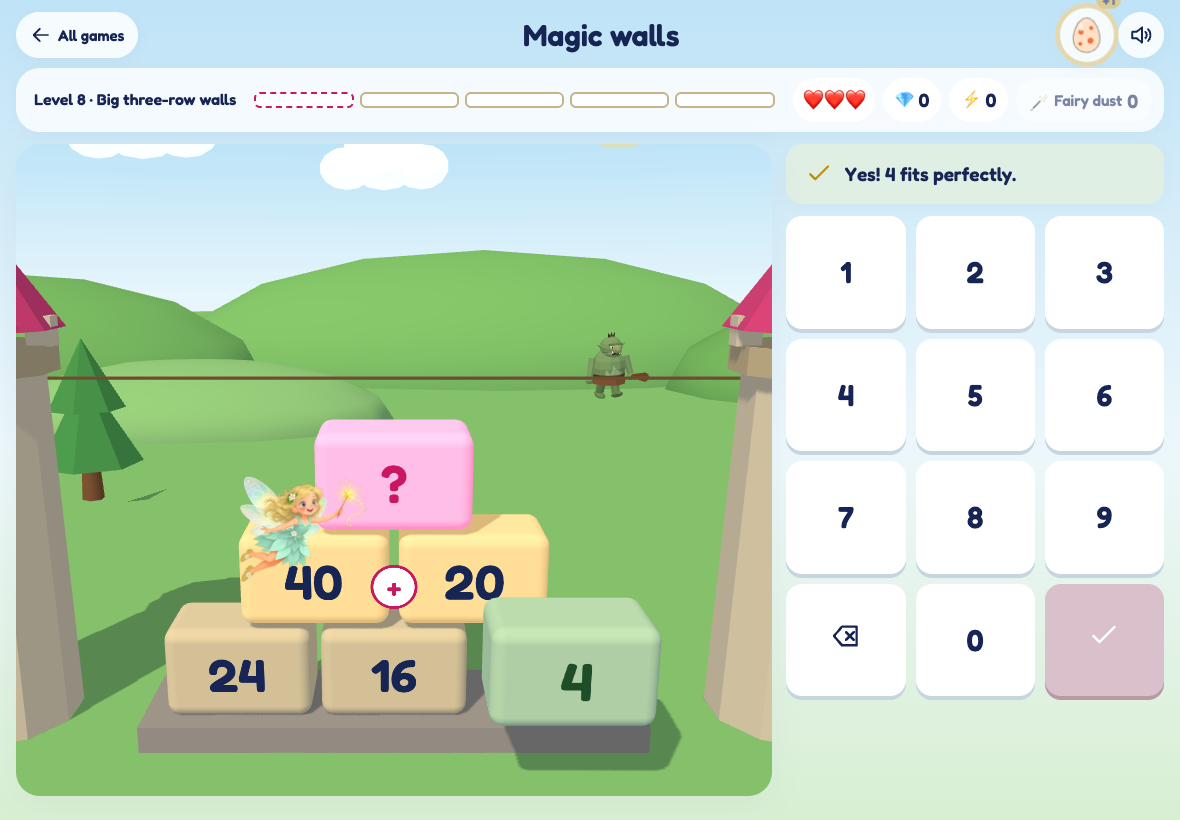 All games
Magic walls
+1
Level 8 · Big three-row walls
0
0
Fairy dust 0
Yes! 4 fits perfectly.
1 2 3
4 5 6
7 8 9
0
?
40 + 20
24 16 4